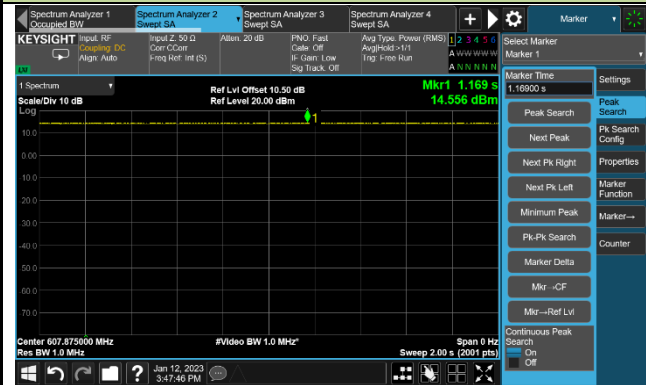 Spectrum Analyzer 1
Occupied BW
Spectrum Analyzer 2
Swept SA
Spectrum Analyzer 3
Swept SA
Spectrum Analyzer 4
Swept SA
+
Marker
KEYSIGHT
Input: RF
Coupling: DC
Align: Auto
Input Z: 50 Ω
Corr CCorr
Freq Ref: Int (S)
Atten: 20 dB
PNO: Fast
Gate: Off
IF Gain: Low
Sig Track: Off
Avg Type: Power (RMS)
Avg|Hold:>1/1
Trig: Free Run
1 2 3 4 5 6
A W W W W W
A N N N N N
Select Marker
Marker 1
LXI
1 Spectrum
Scale/Div 10 dB
Ref Lvl Offset 10.50 dB
Ref Level 20.00 dBm
Mkr1 1.169 s
14.556 dBm
Log
1
10.0
0.00
-10.0
-20.0
-30.0
-40.0
-50.0
-60.0
-70.0
Center 607.875000 MHz
Res BW 1.0 MHz
#Video BW 1.0 MHz*
Span 0 Hz
Sweep 2.00 s (2001 pts)
Marker Time
1.16900 s
Peak Search
Next Peak
Next Pk Right
Next Pk Left
Minimum Peak
Pk-Pk Search
Marker Delta
Mkr→CF
Mkr→Ref Lvl
Continuous Peak
Search
On
Off
Settings
Peak
Search
Pk Search
Config
Properties
Marker
Function
Marker→
Counter
?
Jan 12, 2023
3:47:46 PM